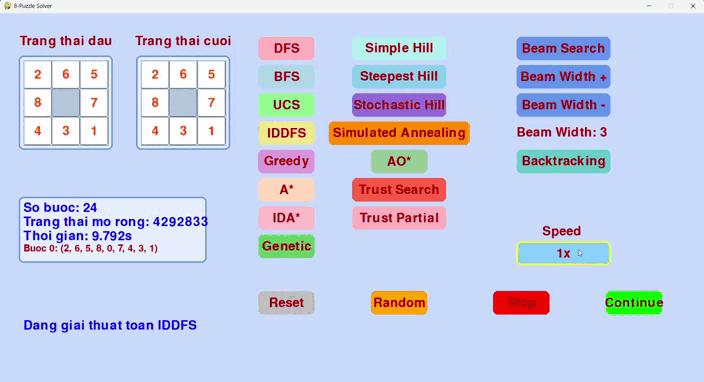 8-Puzzle Solver
Trang thai dau
Trang thai cuoi
2 6 5
8 7
4 3 1
2 6 5
8 7
4 3 1
So buoc: 24
Trang thai mo rong: 4292833
Thoi gian: 9.792s
Buoc 0: (2, 6, 5, 8, 0, 7, 4, 3, 1)
Dang giai thuat toan IDDFS
DFS
BFS
UCS
IDDFS
Greedy
A*
IDA*
Genetic
Simple Hill
Steepest Hill
Stochastic Hill
Simulated Annealing
AO*
Trust Search
Trust Partial
Beam Search
Beam Width +
Beam Width -
Beam Width: 3
Backtracking
Speed
1x
Reset
Random
Stop
Continue